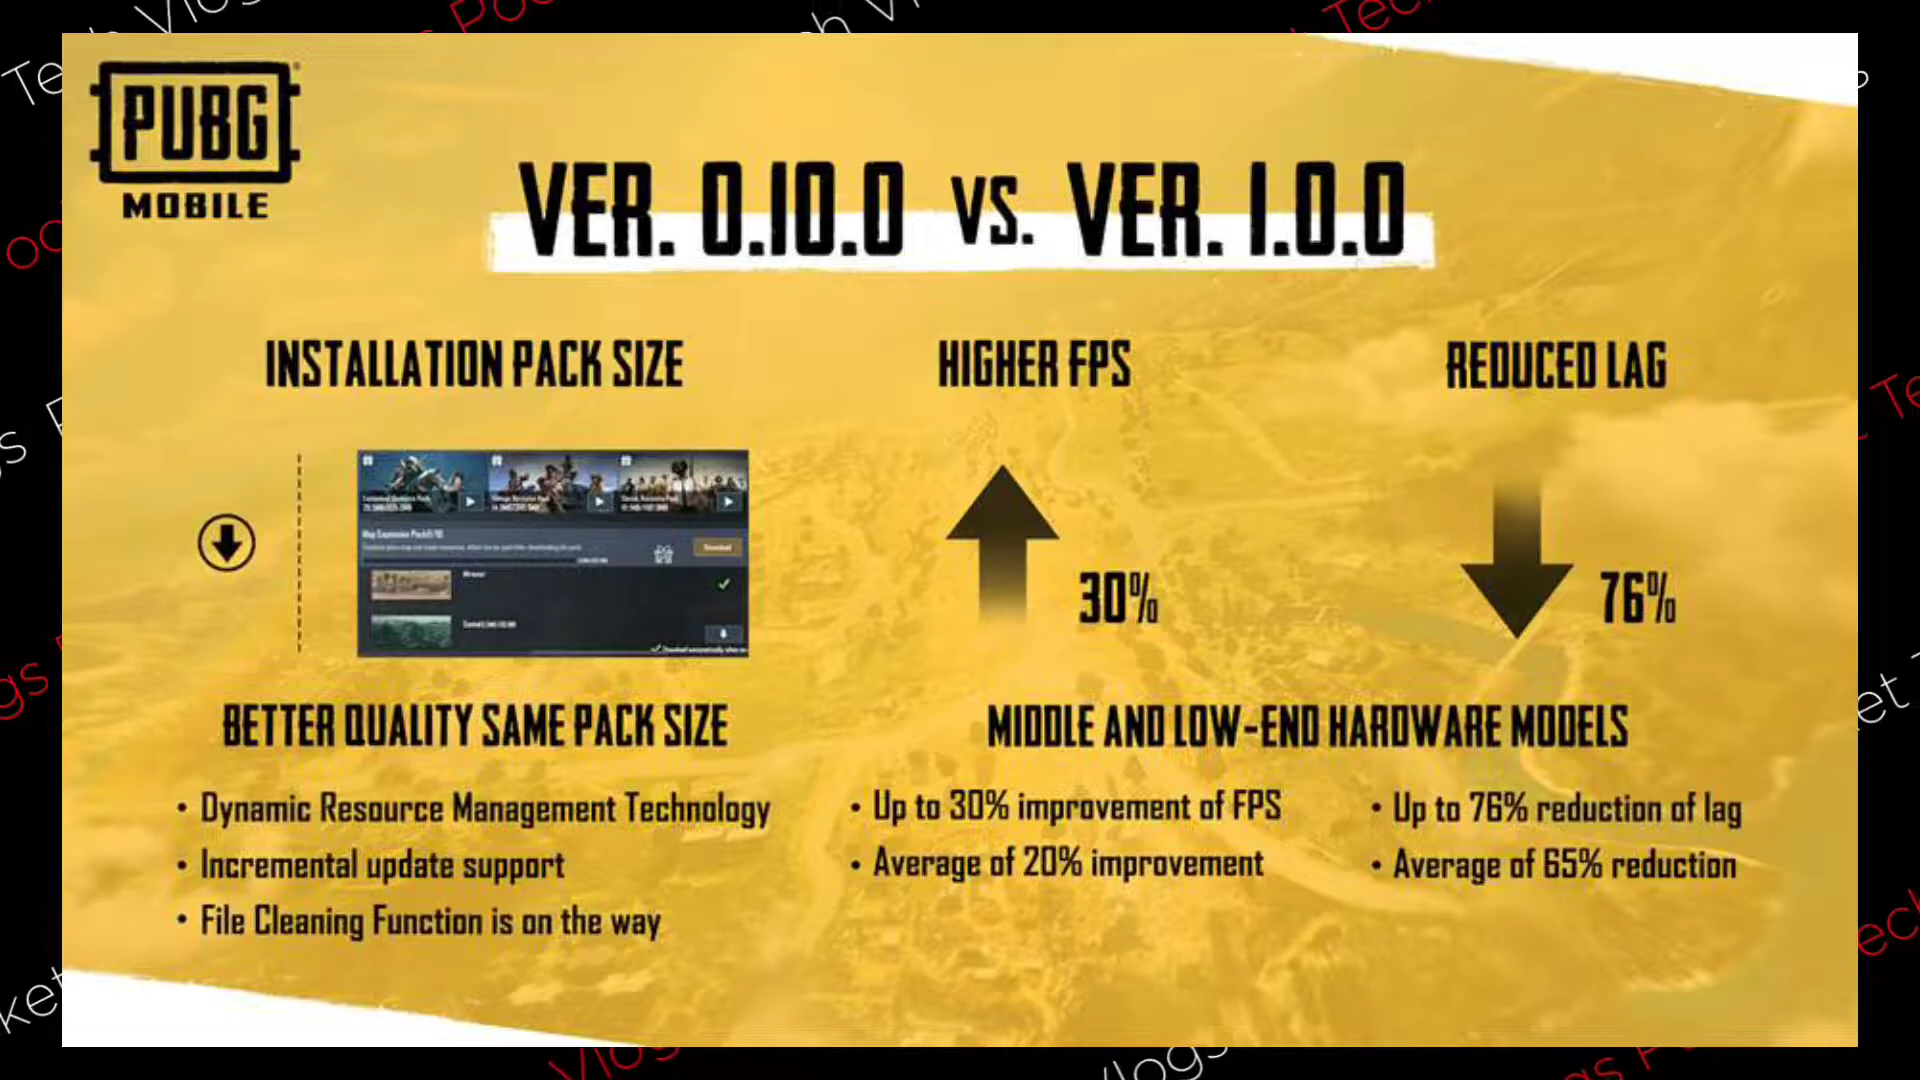 PUBG
MOBILE
VER. 0.10.0 VS. VER. 1.0.0
INSTALLATION PACK SIZE
HIGHER FPS
REDUCED LAG
Download
30%
76%
BETTER QUALITY SAME PACK SIZE
• Dynamic Resource Management Technology
• Incremental update support
• File Cleaning Function is on the way
MIDDLE AND LOW-END HARDWARE MODELS
• Up to 30% improvement of FPS
• Average of 20% improvement
• Up to 76% reduction of lag
• Average of 65% reduction
Vlogs